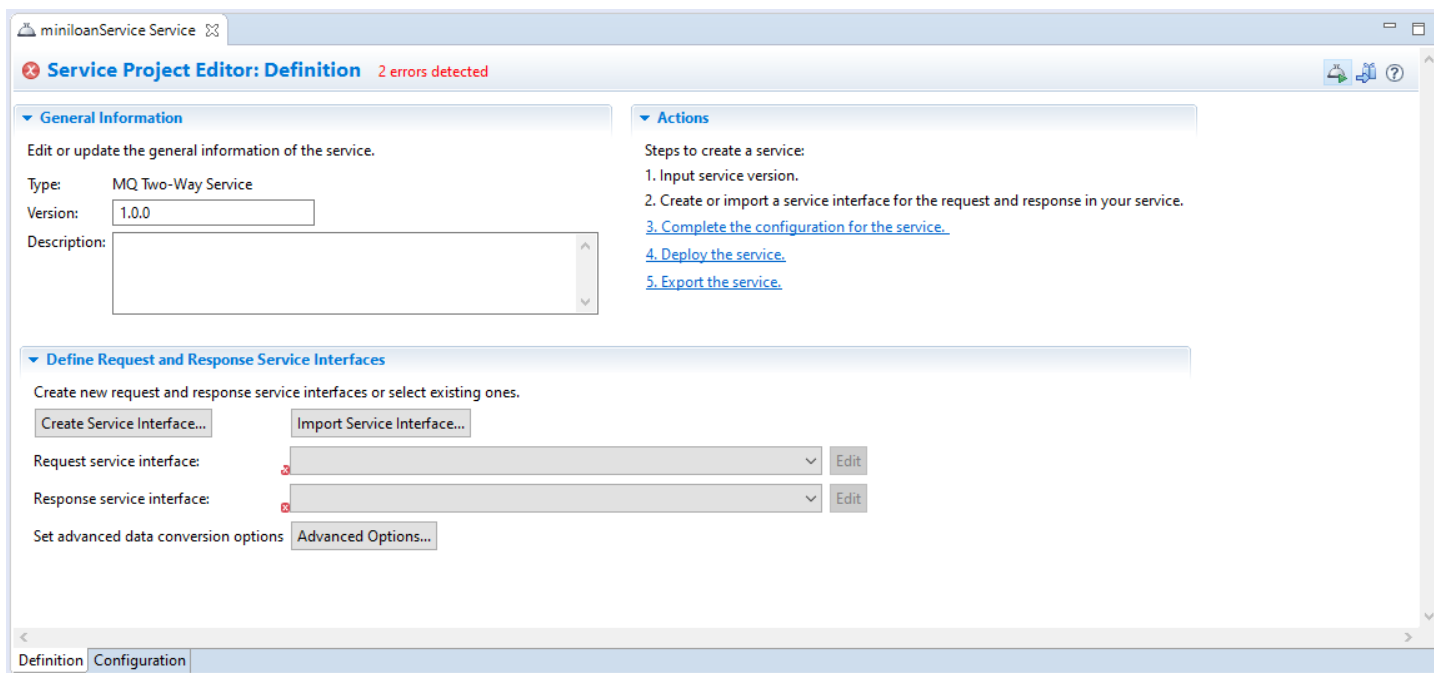 miniloanService Service
Service Project Editor: Definition 2 errors detected
General Information
Edit or update the general information of the service.
Type: MQ Two-Way Service
Version: 1.0.0
Description:
Actions
Steps to create a service:
1. Input service version.
2. Create or import a service interface for the request and response in your service.
3. Complete the configuration for the service.
4. Deploy the service.
5. Export the service.
Define Request and Response Service Interfaces
Create new request and response service interfaces or select existing ones.
Create Service Interface... Import Service Interface...
Request service interface: Edit
Response service interface: Edit
Set advanced data conversion options Advanced Options...
Definition Configuration